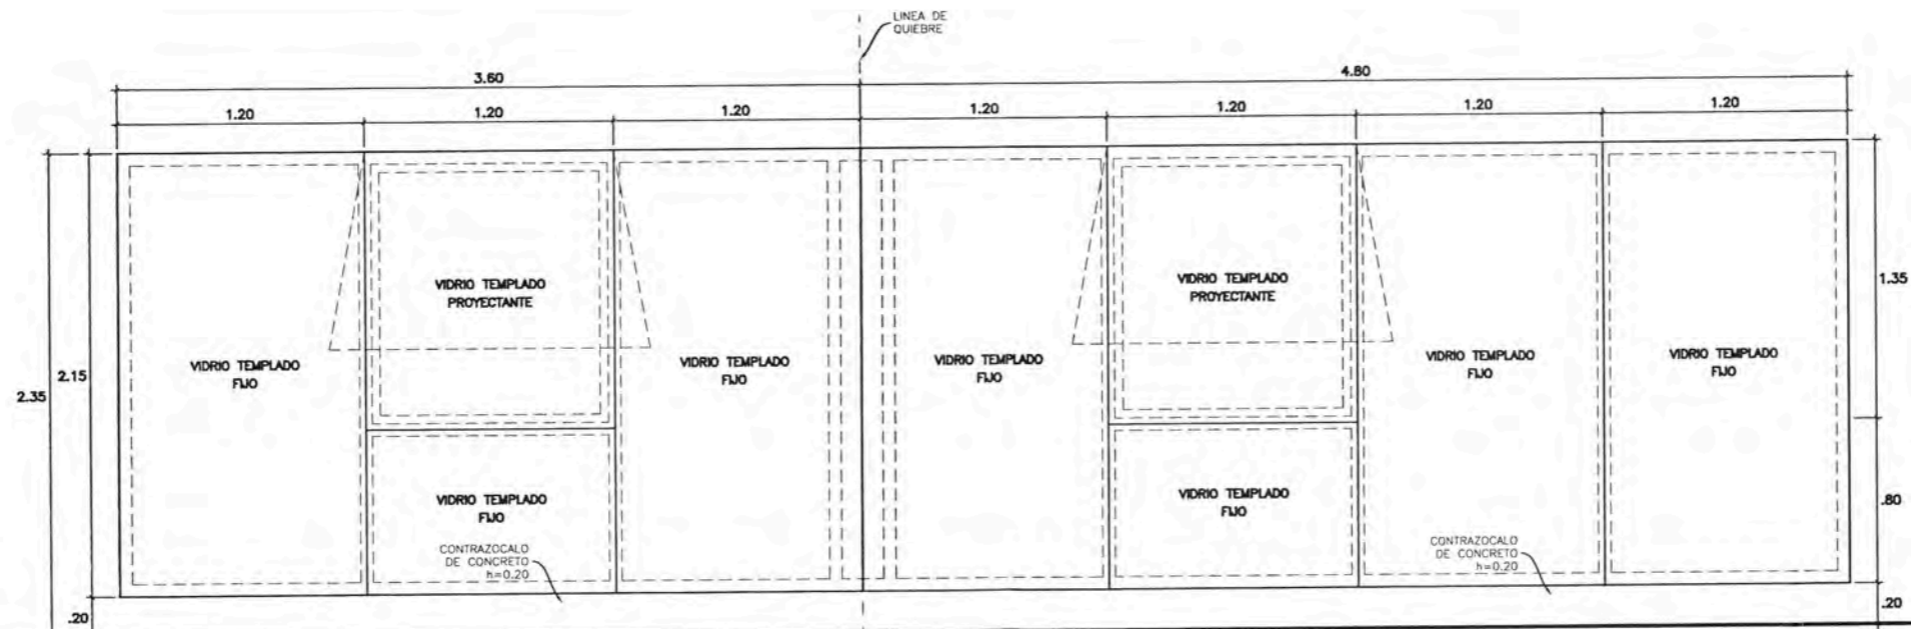 LINEA DE
QUIEBRE
3.60
4.80
1.20
1.20
1.20
1.20
1.20
1.20
1.20
VIDRIO TEMPLADO
PROYECTANTE
VIDRIO TEMPLADO
PROYECTANTE
1.35
2.35
2.15
VIDRIO TEMPLADO
FIJO
VIDRIO TEMPLADO
FIJO
VIDRIO TEMPLADO
FIJO
VIDRIO TEMPLADO
FIJO
VIDRIO TEMPLADO
FIJO
VIDRIO TEMPLADO
FIJO
VIDRIO TEMPLADO
FIJO
.80
CONTRAZOCALO
DE CONCRETO
h=0.20
CONTRAZOCALO
DE CONCRETO
h=0.20
.20
.20